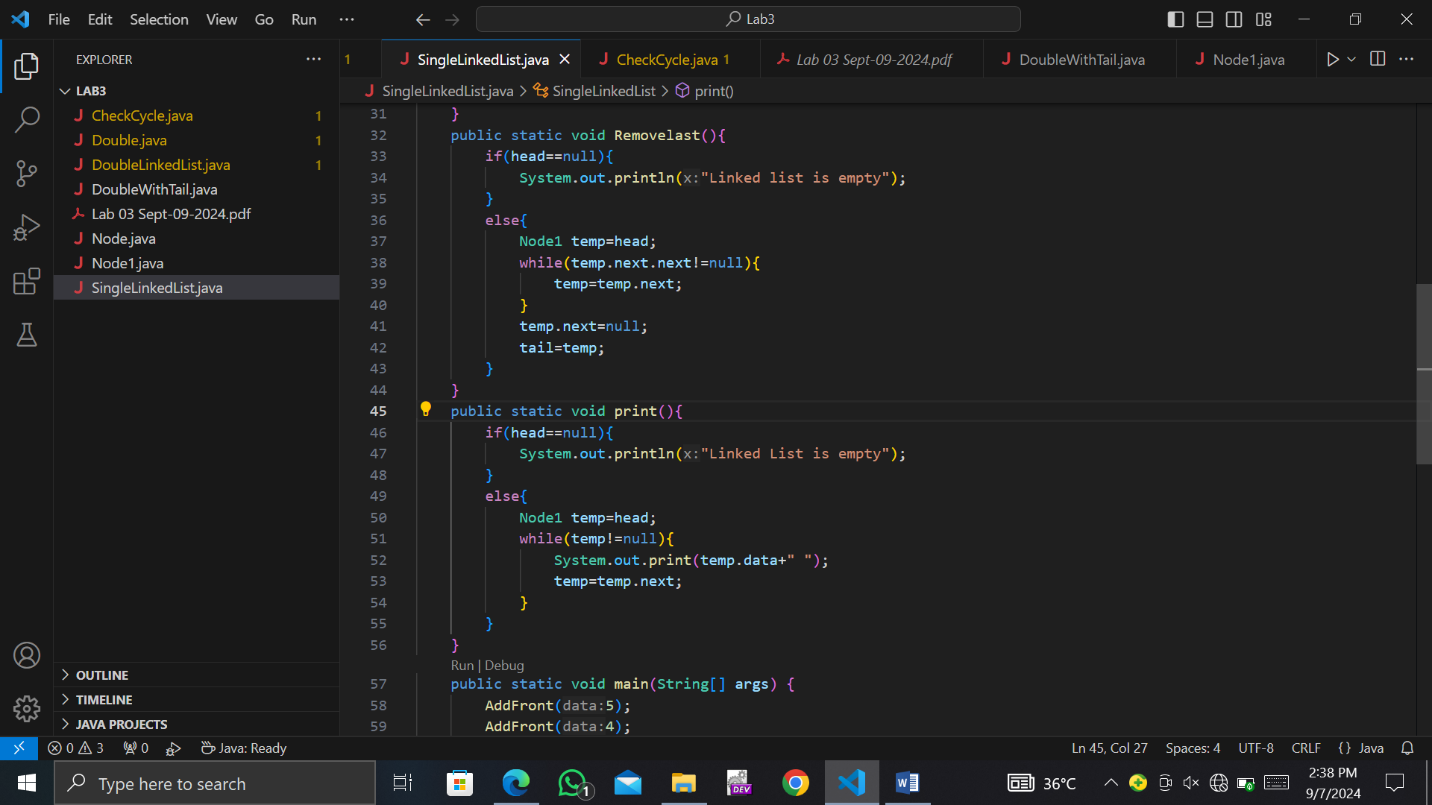 File Edit Selection View Go Run ··· Lab3
EXPLORER ···
LAB3
J CheckCycle.java 1
J Double.java 1
J DoubleLinkedList.java 1
J DoubleWithTail.java
Lab 03 Sept-09-2024.pdf
J Node.java
J Node1.java
J SingleLinkedList.java
OUTLINE
TIMELINE
JAVA PROJECTS
1 J SingleLinkedList.java J CheckCycle.java 1 Lab 03 Sept-09-2024.pdf J DoubleWithTail.java J Node1.java ···
J SingleLinkedList.java > SingleLinkedList > print()
31 }
32 public static void Removelast(){
33 if(head==null){
34 System.out.println(x:"Linked list is empty");
35 }
36 else{
37 Node1 temp=head;
38 while(temp.next.next!=null){
39 temp=temp.next;
40 }
41 temp.next=null;
42 tail=temp;
43 }
44 }
45 public static void print(){
46 if(head==null){
47 System.out.println(x:"Linked List is empty");
48 }
49 else{
50 Node1 temp=head;
51 while(temp!=null){
52 System.out.print(temp.data+" ");
53 temp=temp.next;
54 }
55 }
56 }
Run | Debug
57 public static void main(String[] args) {
58 AddFront(data:5);
59 AddFront(data:4);
0 3 0 Java: Ready Ln 45, Col 27 Spaces: 4 UTF-8 CRLF {} Java
Type here to search 1 DEV W 36°C 2:38 PM
9/7/2024